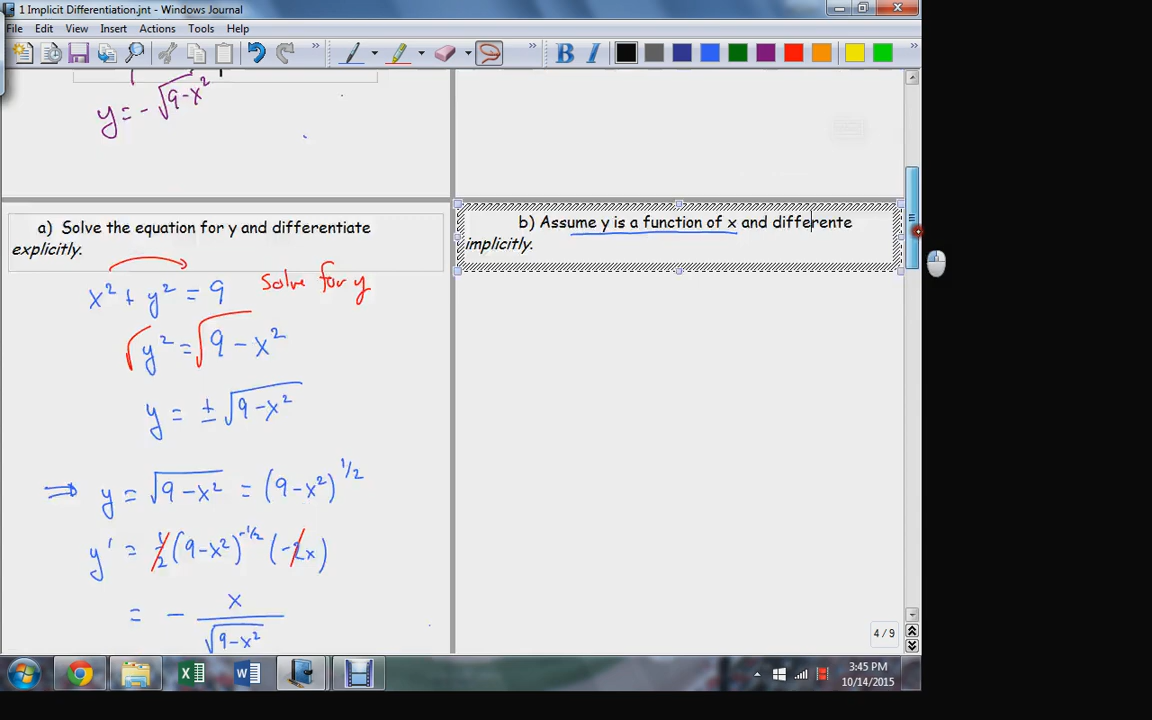 1 Implicit Differentiation.jnt - Windows Journal
File Edit View Insert Actions Tools Help
y = - √9-x²
a) Solve the equation for y and differentiate
explicitly.
x² + y² = 9 Solve for y
√y² = √9 - x²
y = ± √9-x²
⇒ y = √9-x² = (9-x²)^1/2
y' = 1/2 (9-x²)^-1/2 (-2x)
= - x/√9-x²
b) Assume y is a function of x and differente
implicitly.
4 / 9
3:45 PM
10/14/2015